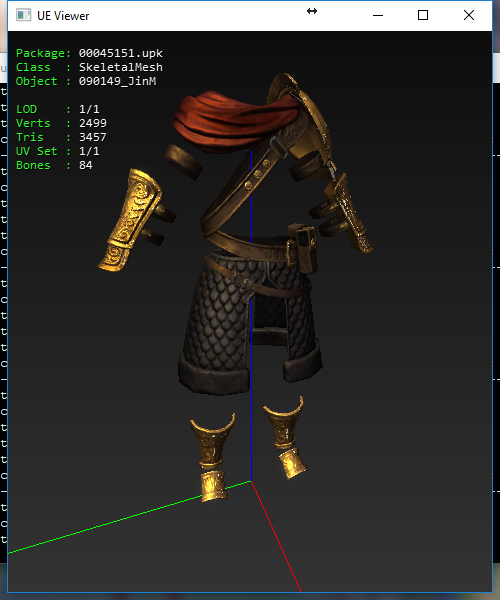 UE Viewer
Package: 00045151.upk
Class : SkeletalMesh
Object : 090149_JinM
LOD : 1/1
Verts : 2499
Tris : 3457
UV Set : 1/1
Bones : 84